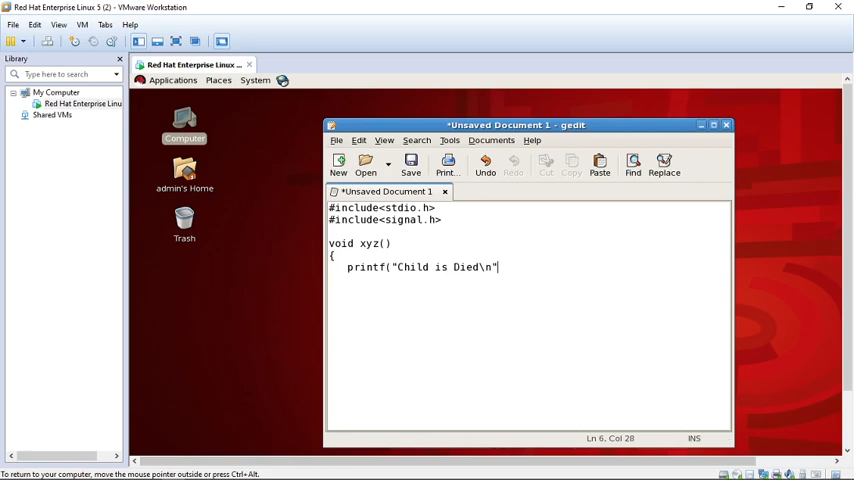 Red Hat Enterprise Linux 5 (2) - VMware Workstation
File Edit View VM Tabs Help
Library
Type here to search
My Computer
Red Hat Enterprise Linu
Shared VMs
Red Hat Enterprise Linux ...
Applications Places System
Computer
admin's Home
Trash
*Unsaved Document 1 - gedit
File Edit View Search Tools Documents Help
New Open Save Print... Undo Redo Cut Copy Paste Find Replace
*Unsaved Document 1
#include<stdio.h>
#include<signal.h>
void xyz()
{
printf("Child is Died\n"
Ln 6, Col 28 INS
To return to your computer, move the mouse pointer outside or press Ctrl+Alt.